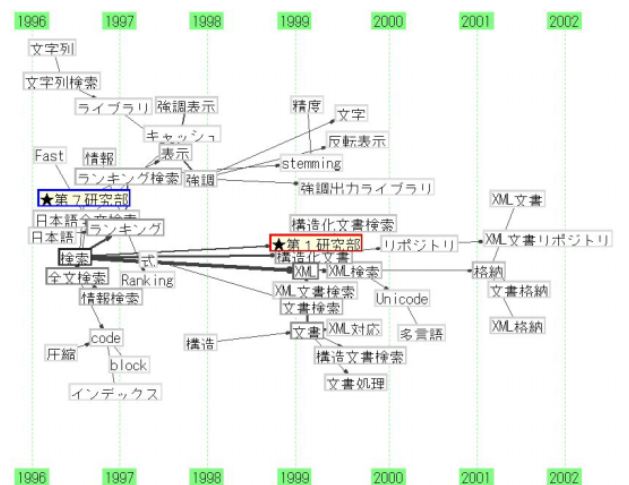 1996 1997 1998 1999 2000 2001 2002
文字列
文字列検索
ライブラリ 強調表示 精度 文字
キャッシュ
反転表示
Fast 情報 表示
stemming
ランキング検索 強調
強調出力ライブラリ
★第7研究部
XML文書
日本語全文検索
ランキング
構造化文書検索
日本語
★第1研究部 リポジトリ XML文書リポジトリ
検索 式 構造化文書
全文検索 Ranking XML XML検索 格納
情報検索 XML文書検索 Unicode 文書格納
文書検索
code 構造 文書 XML対応 多言語 XML格納
圧縮 構造文書検索
block
文書処理
インデックス
1996 1997 1998 1999 2000 2001 2002